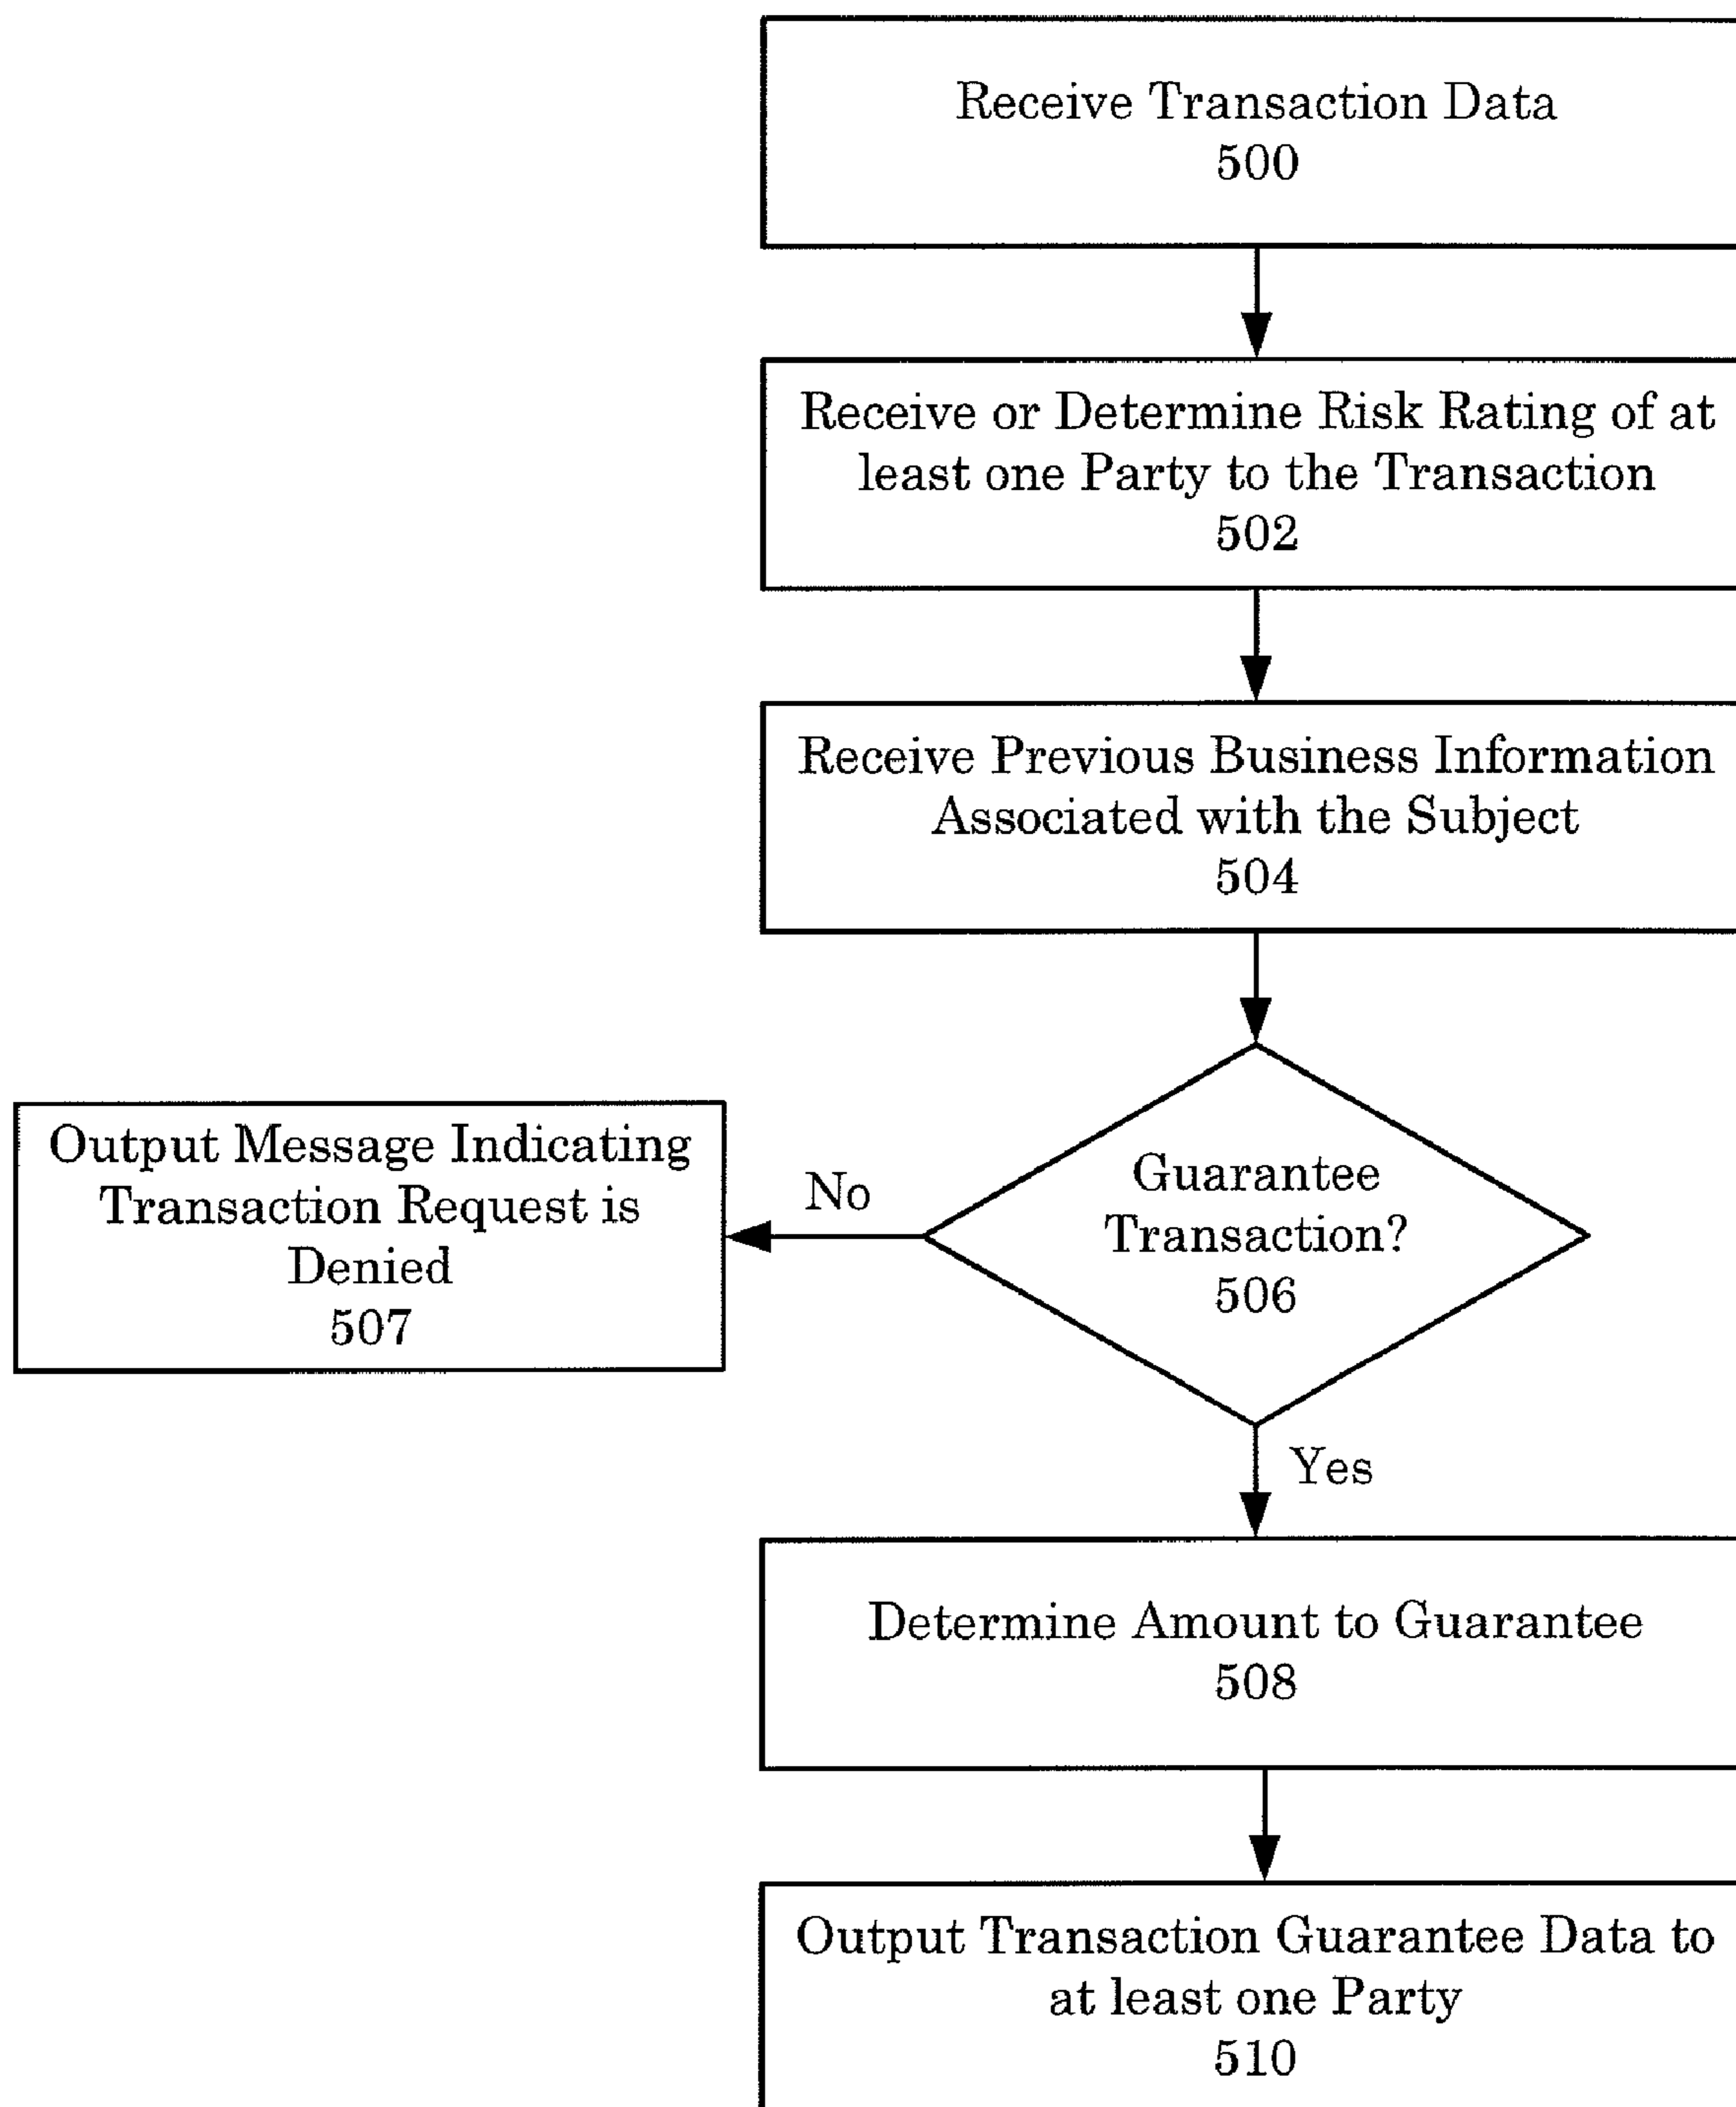 Receive Transaction Data
500
Receive or Determine Risk Rating of at
least one Party to the Transaction
502
Receive Previous Business Information
Associated with the Subject
504
Guarantee
Transaction?
506
No
Output Message Indicating
Transaction Request is
Denied
507
Yes
Determine Amount to Guarantee
508
Output Transaction Guarantee Data to
at least one Party
510